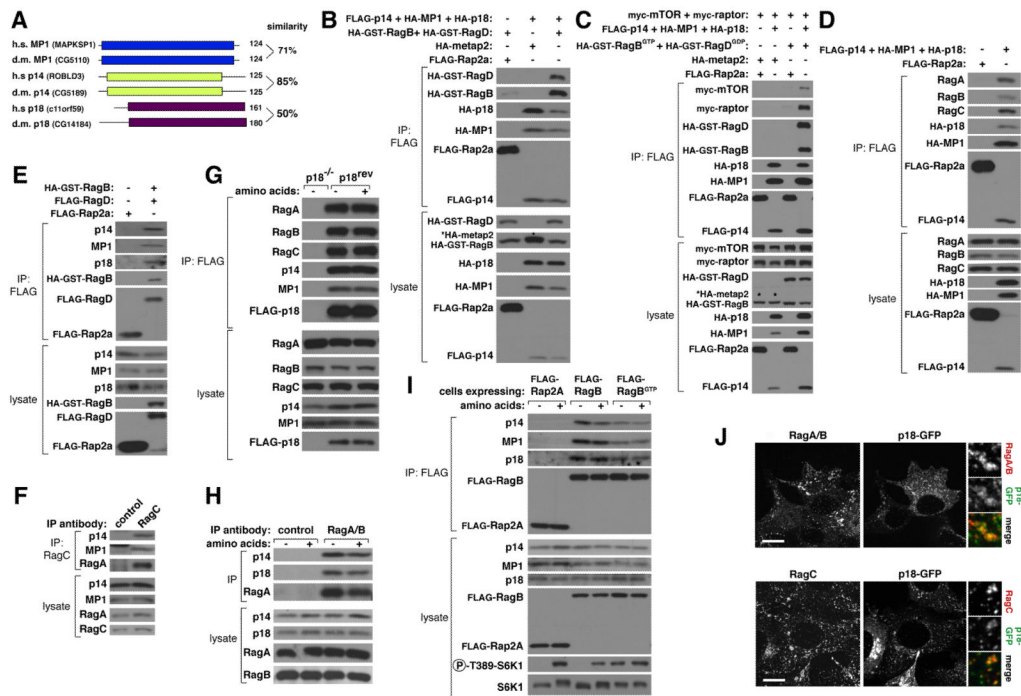 A
similarity
h.s. MP1 (MAPKSP1) 124
d.m. MP1 (CG5110) 124
71%
h.s p14 (ROBLD3) 125
d.m. p14 (CG5189) 125
85%
h.s p18 (c11orf59) 161
d.m. p18 (CG14184) 180
50%
B
FLAG-p14 + HA-MP1 + HA-p18: - + +
HA-GST-RagB+ HA-GST-RagD: + - +
HA-metap2: - + -
FLAG-Rap2a: + - -
IP: FLAG
HA-GST-RagD
HA-GST-RagB
HA-p18
HA-MP1
FLAG-Rap2a
FLAG-p14
lysate
HA-GST-RagD
*HA-metap2
HA-GST-RagB
HA-p18
HA-MP1
FLAG-Rap2a
FLAG-p14
C
myc-mTOR + myc-raptor: + + + +
FLAG-p14 + HA-MP1 + HA-p18: - + - +
HA-GST-RagB^GTP + HA-GST-RagD^GDP: - - + +
HA-metap2: + + - -
FLAG-Rap2a: + - + -
IP: FLAG
myc-mTOR
myc-raptor
HA-GST-RagD
HA-GST-RagB
HA-p18
HA-MP1
FLAG-Rap2a
FLAG-p14
lysate
myc-mTOR
myc-raptor
HA-GST-RagD
*HA-metap2
HA-GST-RagB
HA-p18
HA-MP1
FLAG-Rap2a
FLAG-p14
D
FLAG-p14 + HA-MP1 + HA-p18: - +
FLAG-Rap2a: + -
IP: FLAG
RagA
RagB
RagC
HA-p18
HA-MP1
FLAG-Rap2a
FLAG-p14
lysate
RagA
RagB
RagC
HA-p18
HA-MP1
FLAG-Rap2a
FLAG-p14
E
HA-GST-RagB: - +
FLAG-RagD: - +
FLAG-Rap2a: + -
IP: FLAG
p14
MP1
p18
HA-GST-RagB
FLAG-RagD
FLAG-Rap2a
lysate
p14
MP1
p18
HA-GST-RagB
FLAG-RagD
FLAG-Rap2a
F
IP antibody: control RagC
IP: RagC
p14
MP1
RagA
lysate
p14
MP1
RagA
RagC
G
p18^-/- p18^rev
amino acids: - - +
IP: FLAG
RagA
RagB
RagC
p14
MP1
FLAG-p18
lysate
RagA
RagB
RagC
p14
MP1
FLAG-p18
H
IP antibody: control RagA/B
amino acids: - + - +
IP
p14
p18
RagA
lysate
p14
p18
RagA
RagB
I
cells expressing: FLAG-Rap2A FLAG-RagB FLAG-RagB^GTP
amino acids: - + - + - +
IP: FLAG
p14
MP1
p18
FLAG-RagB
FLAG-Rap2A
lysate
p14
MP1
p18
FLAG-RagB
FLAG-Rap2A
Ⓟ-T389-S6K1
S6K1
J
RagA/B p18-GFP
RagA/B
p18-GFP
merge
RagC p18-GFP
RagC
p18-GFP
merge